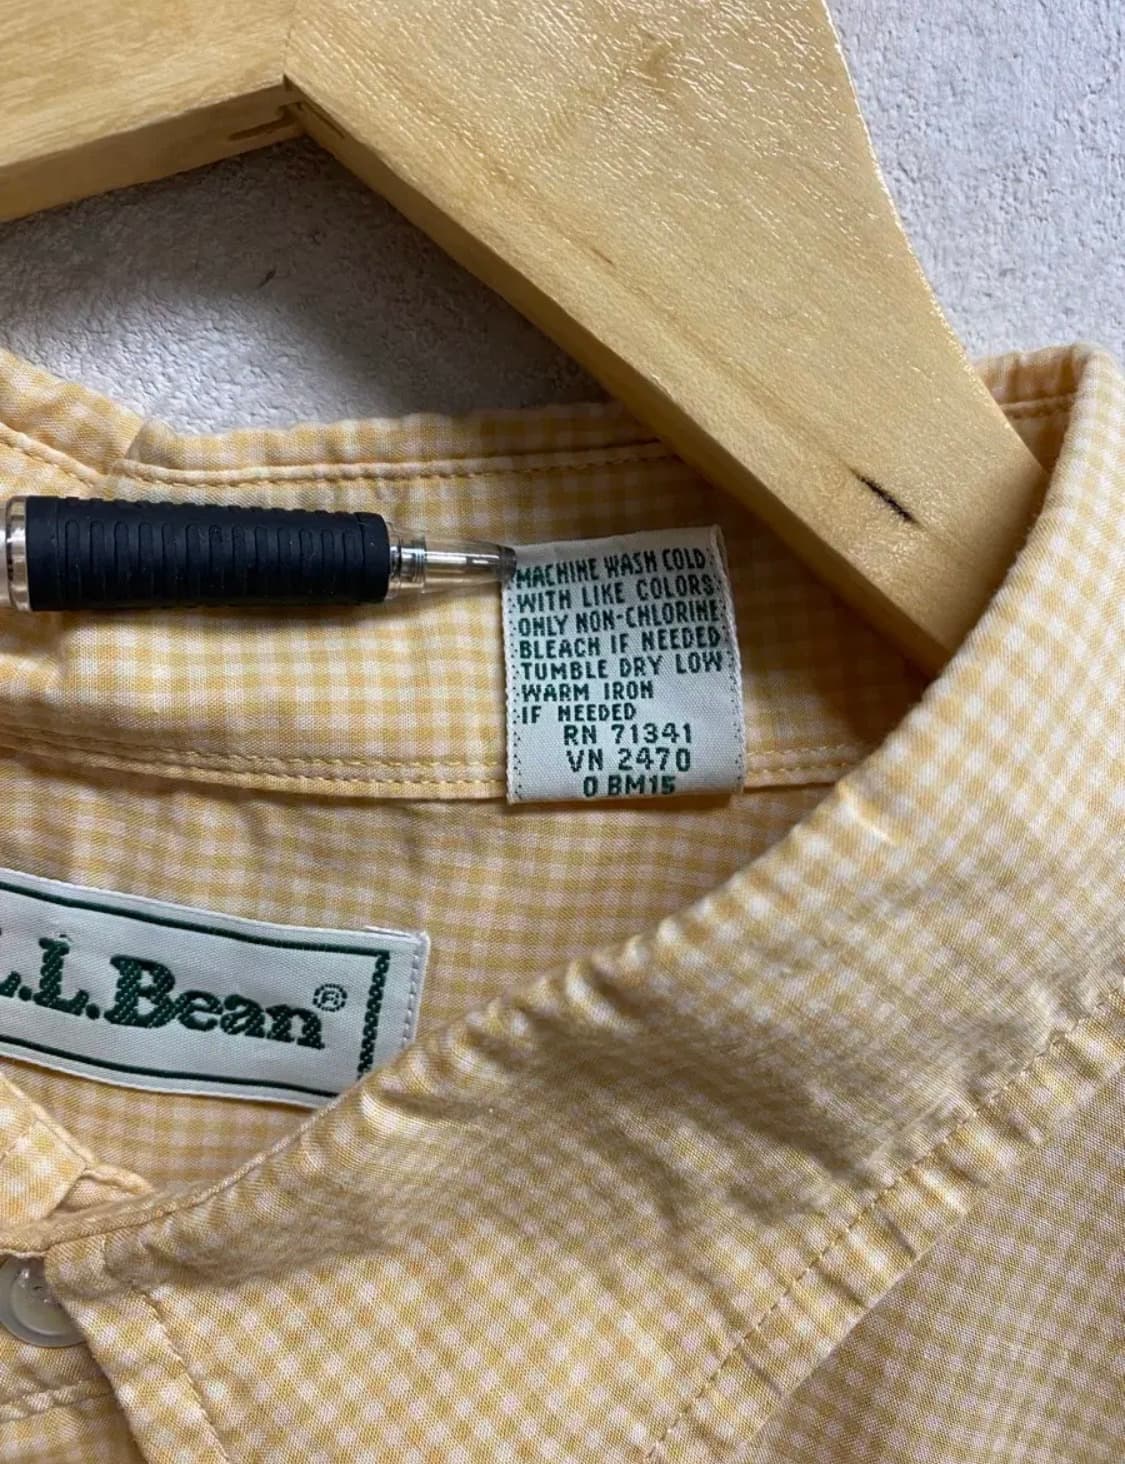 MACHINE WASH COLD
WITH LIKE COLORS
ONLY NON-CHLORINE
BLEACH IF NEEDED
TUMBLE DRY LOW
WARM IRON
IF NEEDED
RN 71341
VN 2470
0 BM15
L.L.Bean®